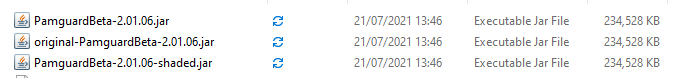 PamguardBeta-2.01.06.jar 21/07/2021 13:46 Executable Jar File 234,528 KB
original-PamguardBeta-2.01.06.jar 21/07/2021 13:46 Executable Jar File 234,528 KB
PamguardBeta-2.01.06-shaded.jar 21/07/2021 13:46 Executable Jar File 234,528 KB